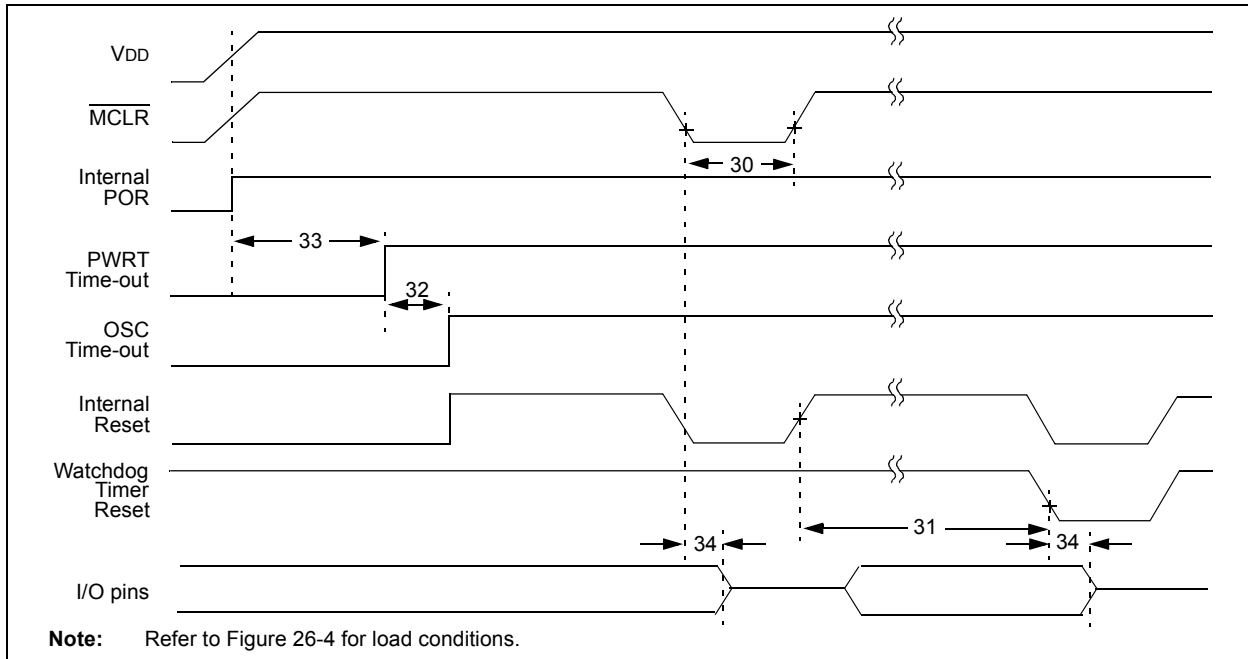 VDD
MCLR
30
Internal
POR
33
PWRT
Time-out
32
OSC
Time-out
Internal
Reset
Watchdog
Timer
Reset
31
34
34
I/O pins
Note: Refer to Figure 26-4 for load conditions.